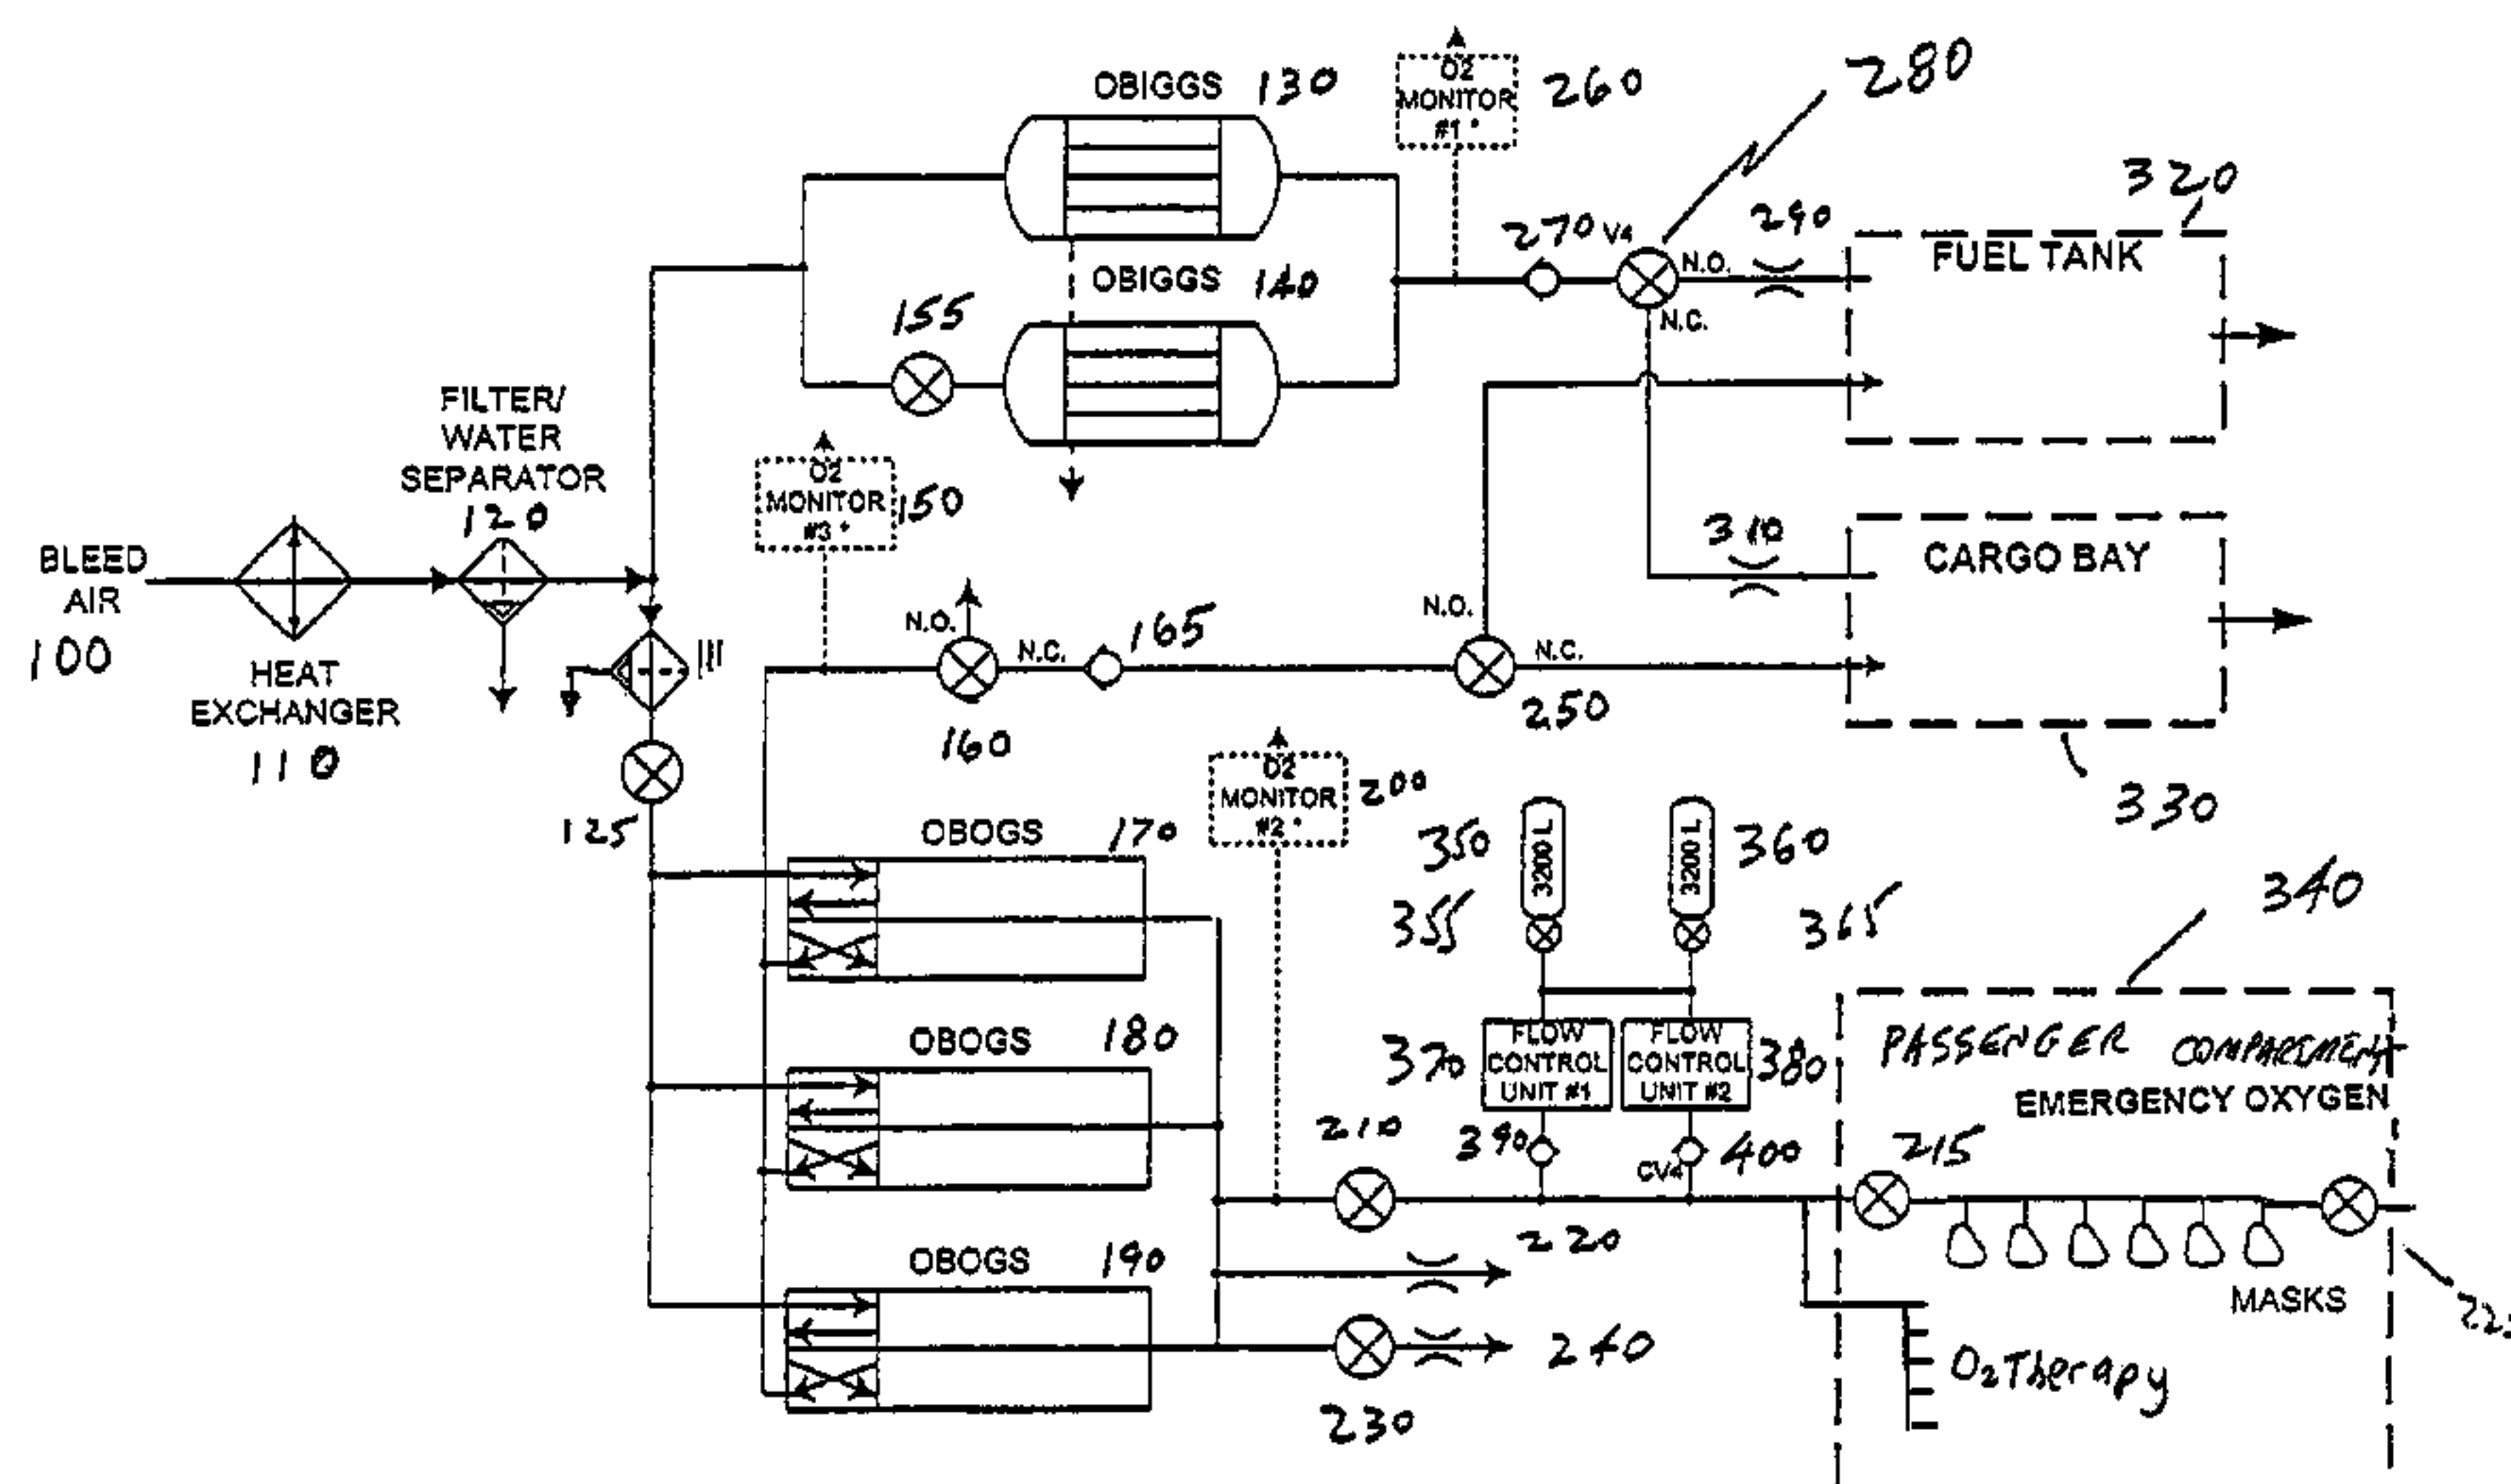 OBIGGS 130
O2
MONITOR
#1 *
260
280
320
FUEL TANK
270
V4
290
N.O.
N.C.
OBIGGS 140
155
FILTER/
WATER
SEPARATOR
120
O2
MONITOR
#3 *
150
BLEED
AIR
100
HEAT
EXCHANGER
110
111
125
N.O.
N.C.
165
160
310
CARGO BAY
N.O.
N.C.
250
330
OBOGS 170
O2
MONITOR
#2 *
200
350
3200 L
3200 L
360
355
365
340
OBOGS 180
370
FLOW
CONTROL
UNIT #1
FLOW
CONTROL
UNIT #2
380
PASSENGER COMPARTMENT
EMERGENCY OXYGEN
210
390
CV4
400
215
220
OBOGS 190
MASKS
240
230
O2 Therapy